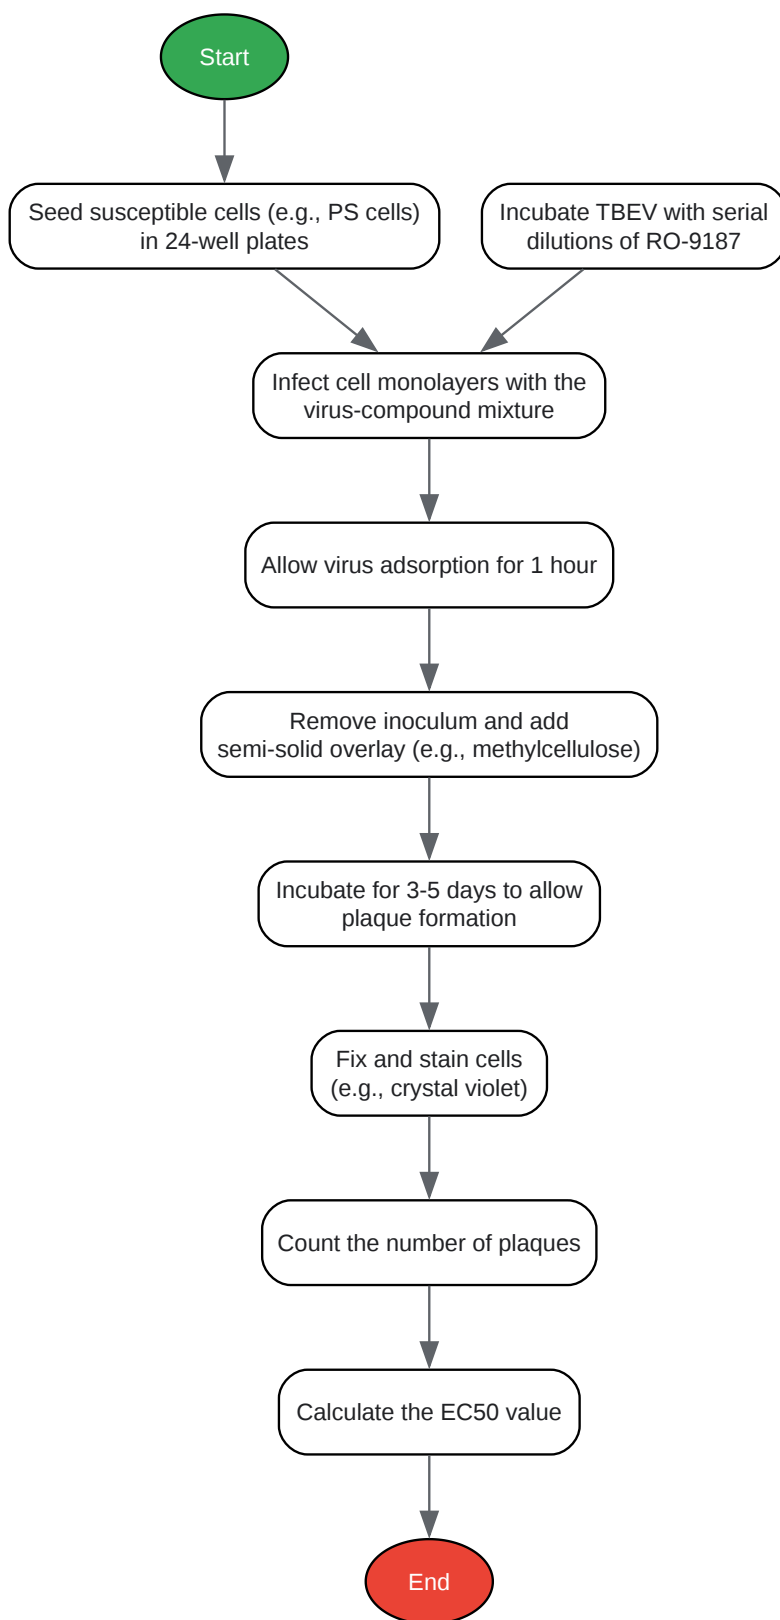 Start
Seed susceptible cells (e.g., PS cells)
in 24-well plates
Incubate TBEV with serial
dilutions of RO-9187
Infect cell monolayers with the
virus-compound mixture
Allow virus adsorption for 1 hour
Remove inoculum and add
semi-solid overlay (e.g., methylcellulose)
Incubate for 3-5 days to allow
plaque formation
Fix and stain cells
(e.g., crystal violet)
Count the number of plaques
Calculate the EC50 value
End